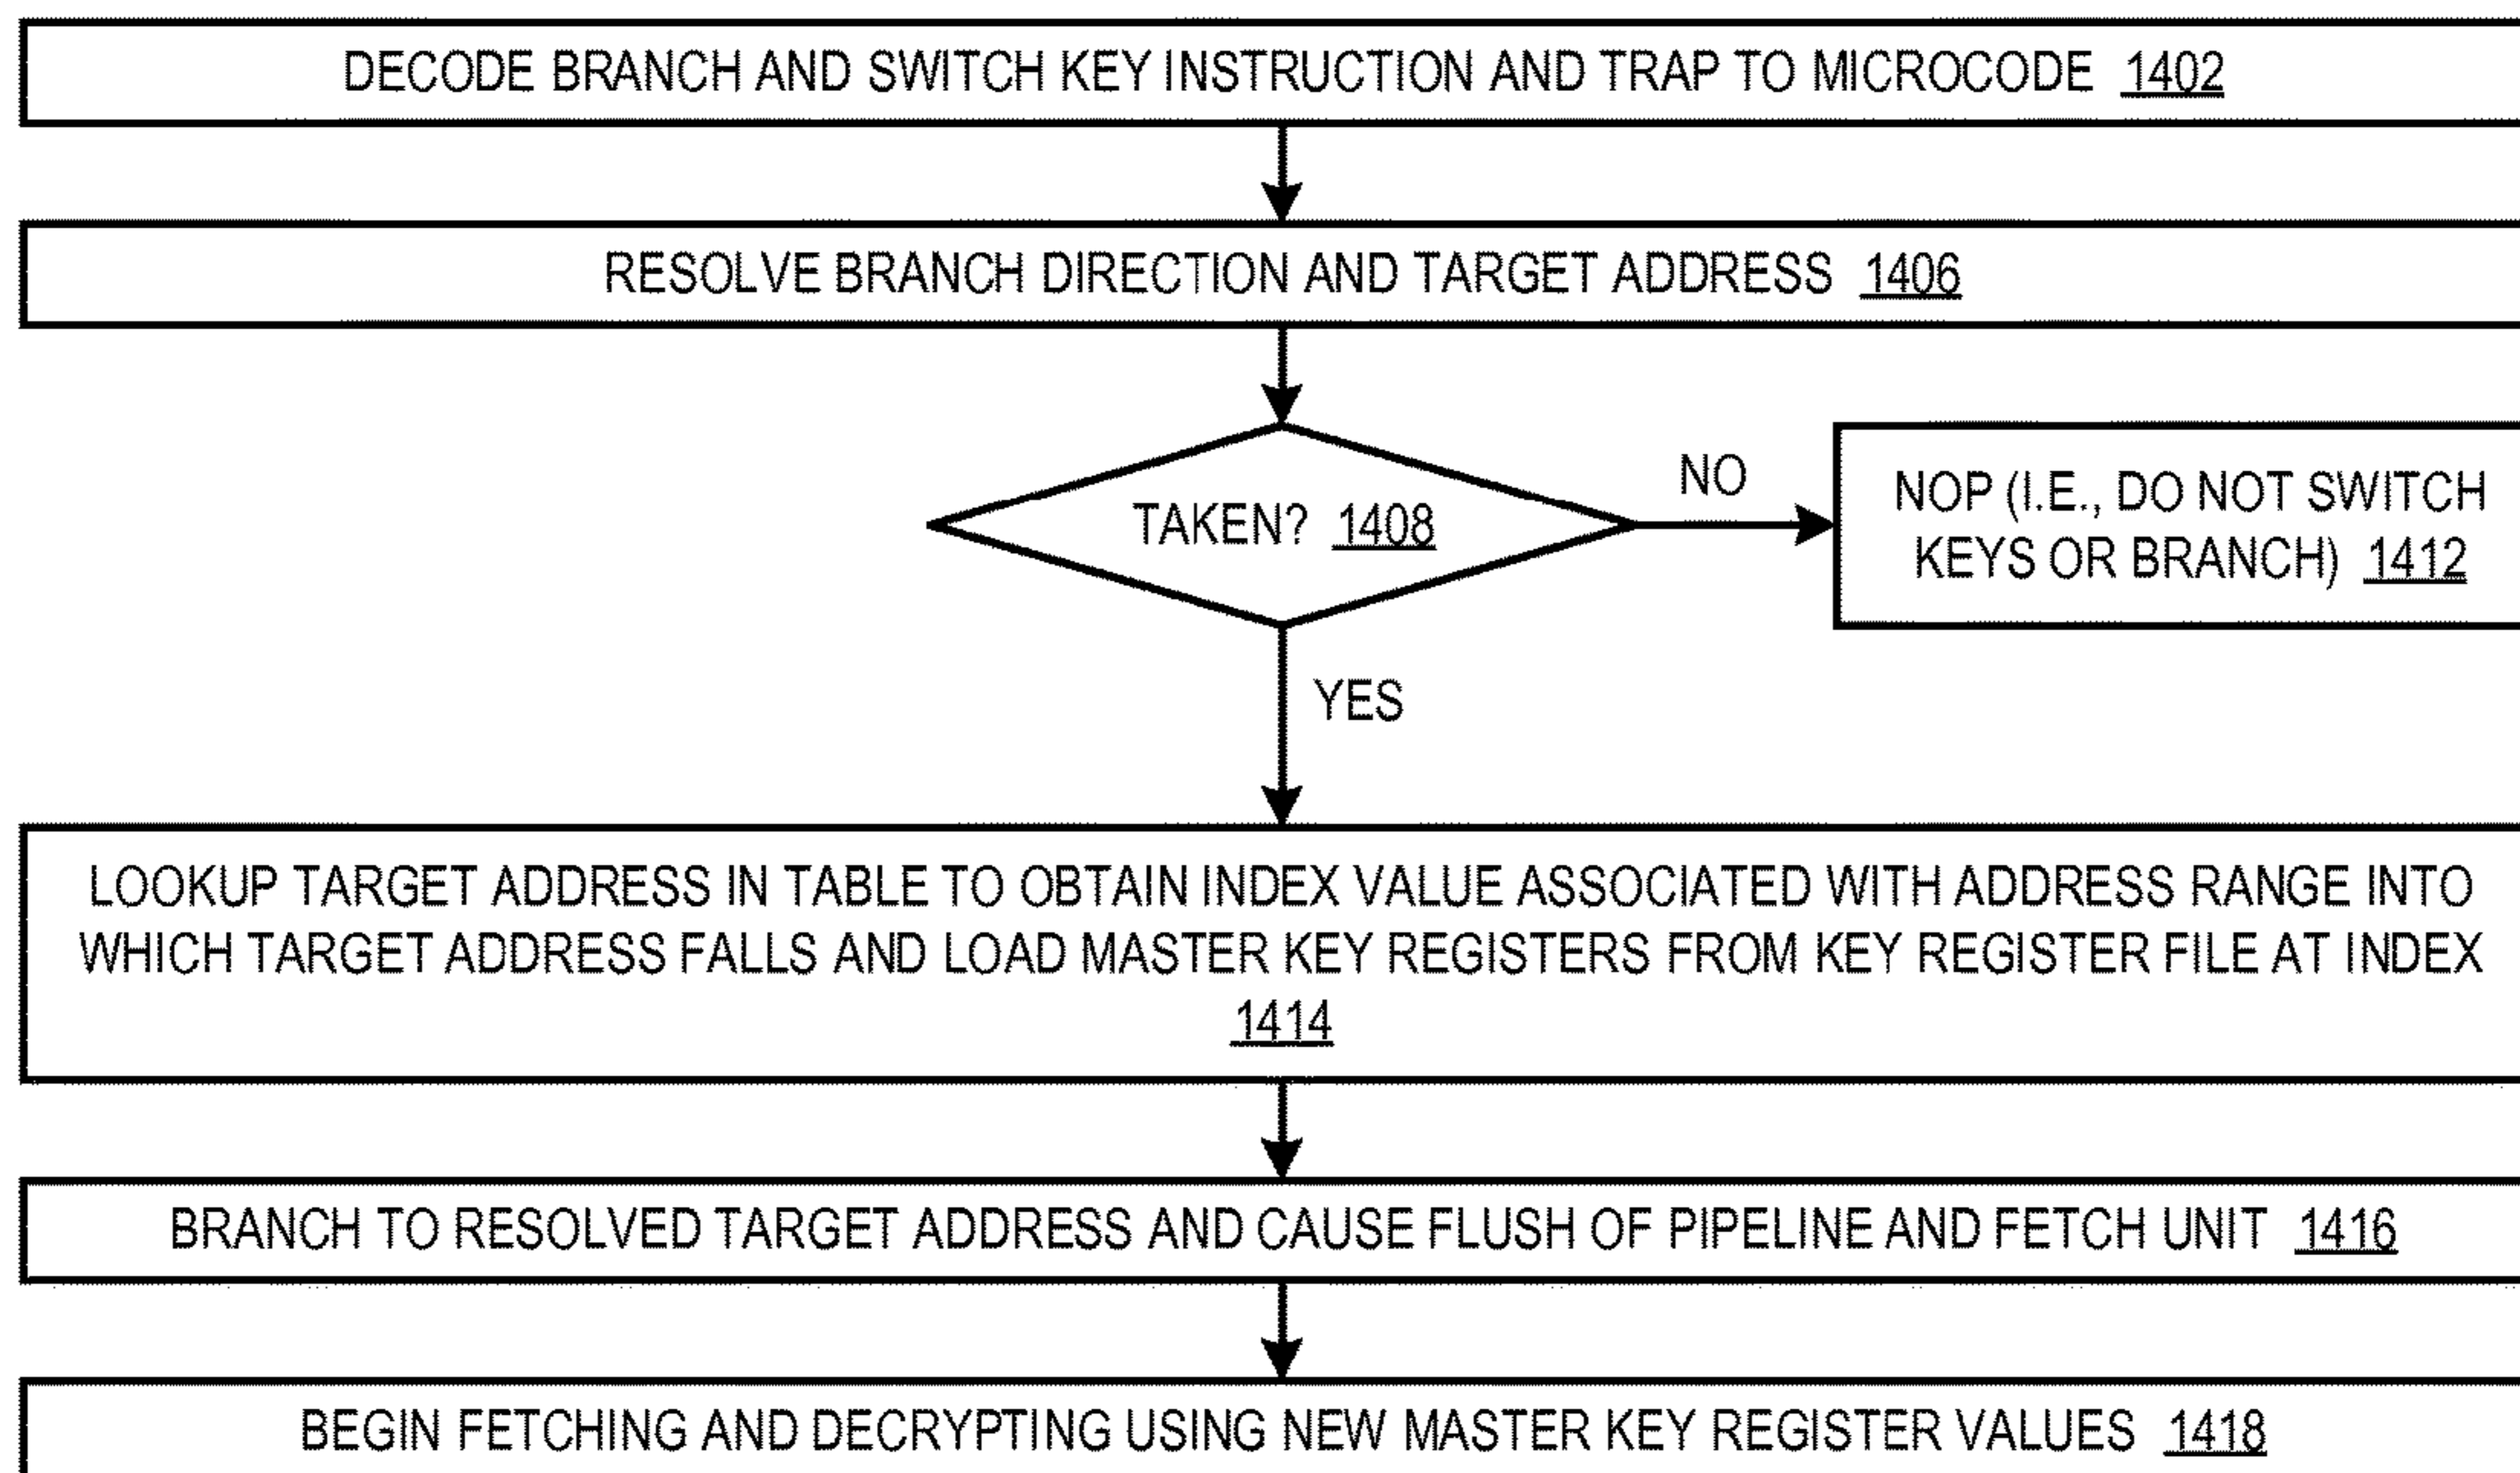 DECODE BRANCH AND SWITCH KEY INSTRUCTION AND TRAP TO MICROCODE 1402
RESOLVE BRANCH DIRECTION AND TARGET ADDRESS 1406
TAKEN? 1408
NO
NOP (I.E., DO NOT SWITCH
KEYS OR BRANCH) 1412
YES
LOOKUP TARGET ADDRESS IN TABLE TO OBTAIN INDEX VALUE ASSOCIATED WITH ADDRESS RANGE INTO
WHICH TARGET ADDRESS FALLS AND LOAD MASTER KEY REGISTERS FROM KEY REGISTER FILE AT INDEX
1414
BRANCH TO RESOLVED TARGET ADDRESS AND CAUSE FLUSH OF PIPELINE AND FETCH UNIT 1416
BEGIN FETCHING AND DECRYPTING USING NEW MASTER KEY REGISTER VALUES 1418